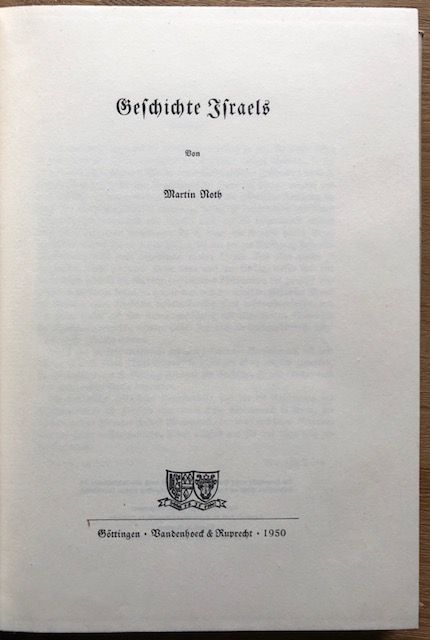 Geſchichte Iſraels
Von
Martin Noth
Göttingen · Vandenhoeck & Ruprecht · 1950